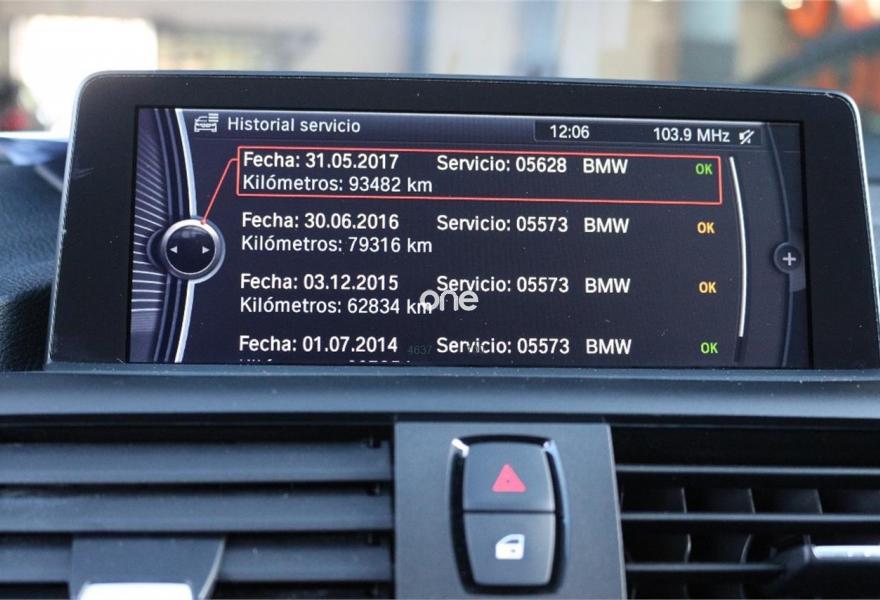 Historial servicio
12:06
103.9 MHz
Fecha: 31.05.2017 Servicio: 05628 BMW OK
Kilómetros: 93482 km
Fecha: 30.06.2016 Servicio: 05573 BMW OK
Kilómetros: 79316 km
Fecha: 03.12.2015 Servicio: 05573 BMW OK
Kilómetros: 62834 km
one
Fecha: 01.07.2014 Servicio: 05573 BMW OK
4637